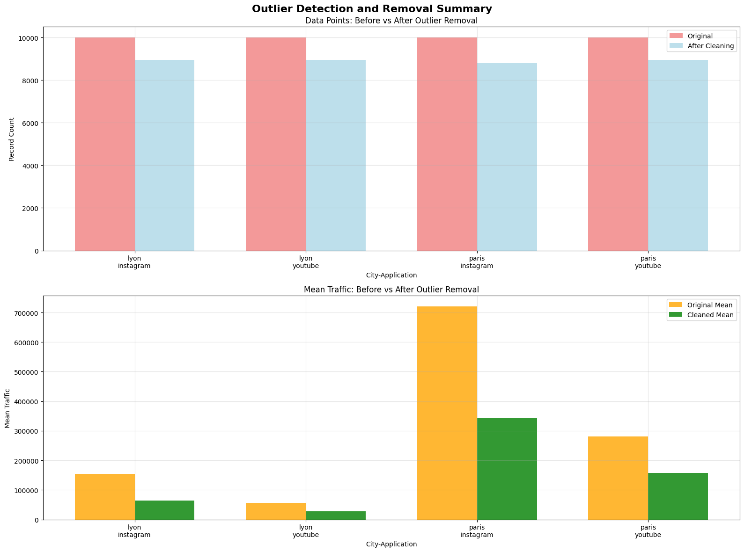 Outlier Detection and Removal Summary
Data Points: Before vs After Outlier Removal
Original
After Cleaning
Record Count
10000
8000
6000
4000
2000
0
lyon
instagram
lyon
youtube
paris
instagram
paris
youtube
City-Application
Mean Traffic: Before vs After Outlier Removal
Original Mean
Cleaned Mean
Mean Traffic
700000
600000
500000
400000
300000
200000
100000
0
lyon
instagram
lyon
youtube
paris
instagram
paris
youtube
City-Application